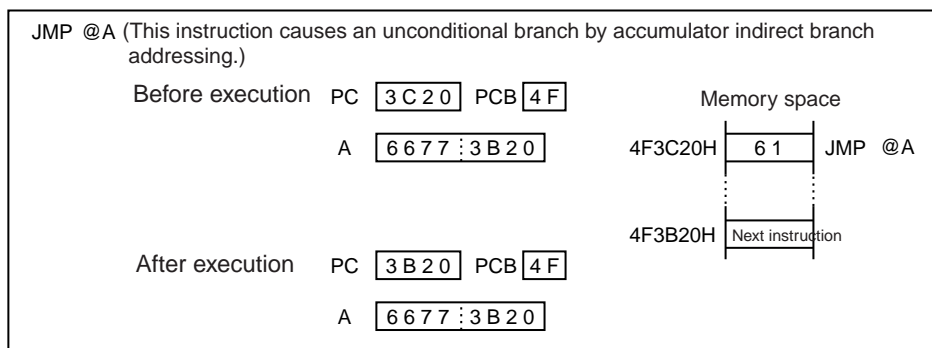 JMP @A (This instruction causes an unconditional branch by accumulator indirect branch
addressing.)
Before execution PC 3C20 PCB 4F Memory space
A 6677 3B20 4F3C20H 61 JMP @A
4F3B20H Next instruction
After execution PC 3B20 PCB 4F
A 6677 3B20